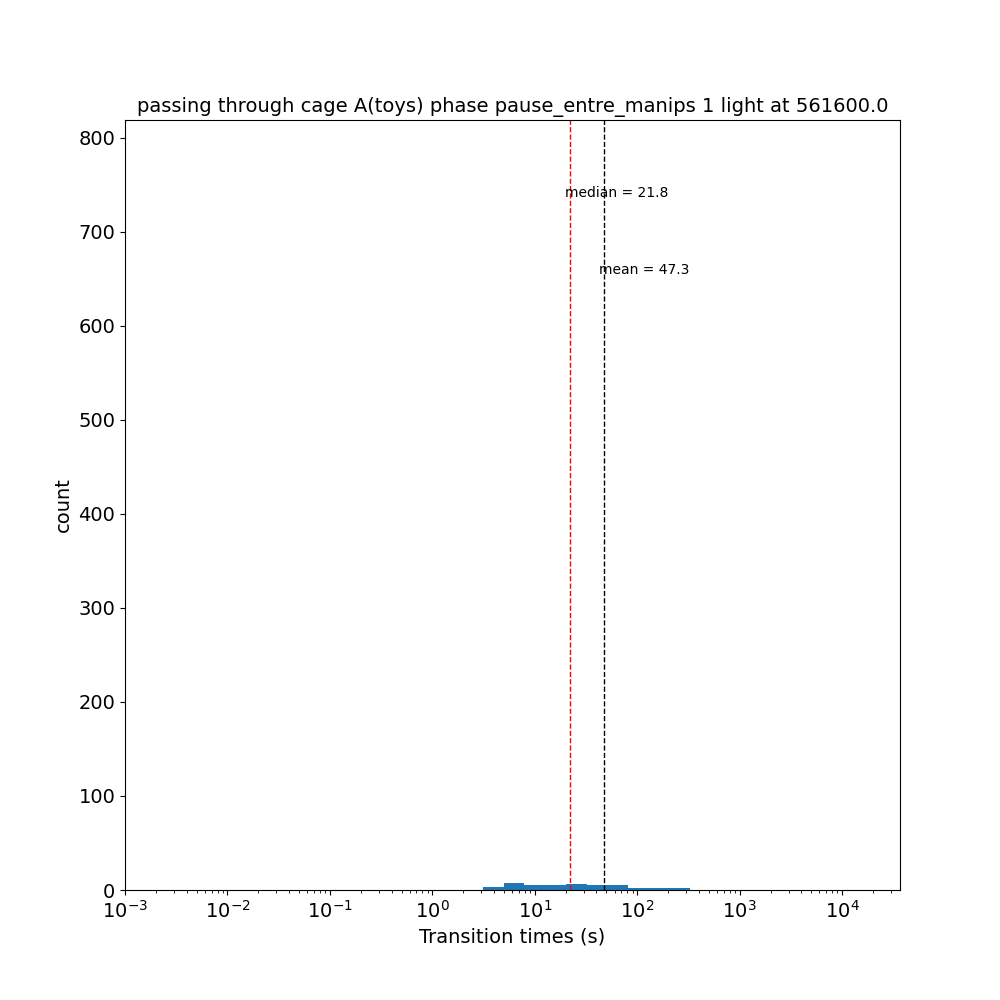 passing through cage A(toys) phase pause_entre_manips 1 light at 561600.0
800
median = 21.8
700
mean = 47.3
600
500
count
400
300
200
100
0
10⁻³ 10⁻² 10⁻¹ 10⁰ 10¹ 10² 10³ 10⁴
Transition times (s)